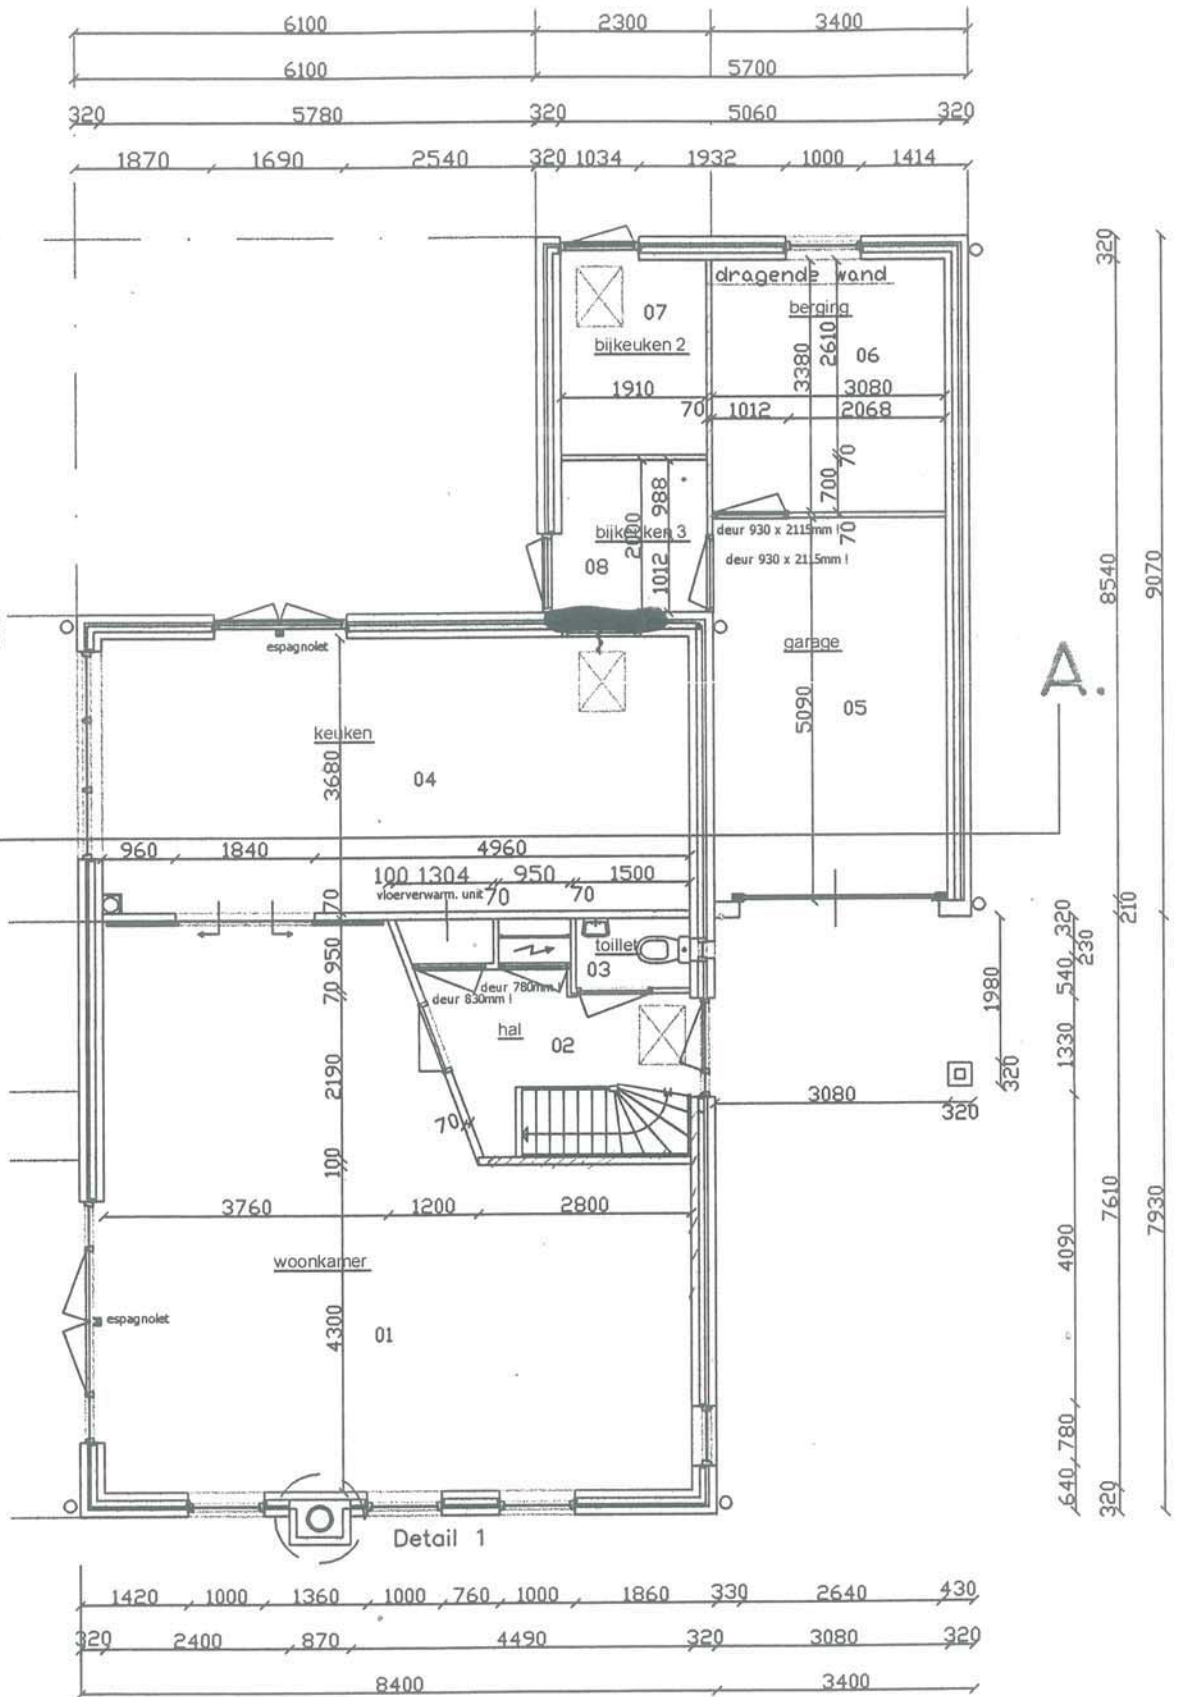 6100 2300 3400
6100 5700
320 5780 320 5060 320
1870 1690 2540 320 1034 1932 1000 1414
320
dragende wand
07
berging
bijkeuken 2
3380
2610
06
1910
3080
70
1012 2068
70
700
988
bijkeuken 3
2000
1012
08
deur 930 x 2115mm !
70
deur 930 x 2115mm !
8540
9070
espagnolet
garage
A.
5090
05
keuken
3680
04
960 1840 4960
100 1304 950 1500
vloerverwarm. unit
70 70
70
210
320
230
toilet
03
950
540
1980
deur 780mm !
deur 830mm !
70
hal
02
1330
2190
320
3080
320
70
100
3760 1200 2800
7610
7930
4090
woonkamer
espagnolet
4300
01
780
640
320
Detail 1
1420 1000 1360 1000 760 1000 1860 330 2640 430
320 2400 870 4490 320 3080 320
8400 3400